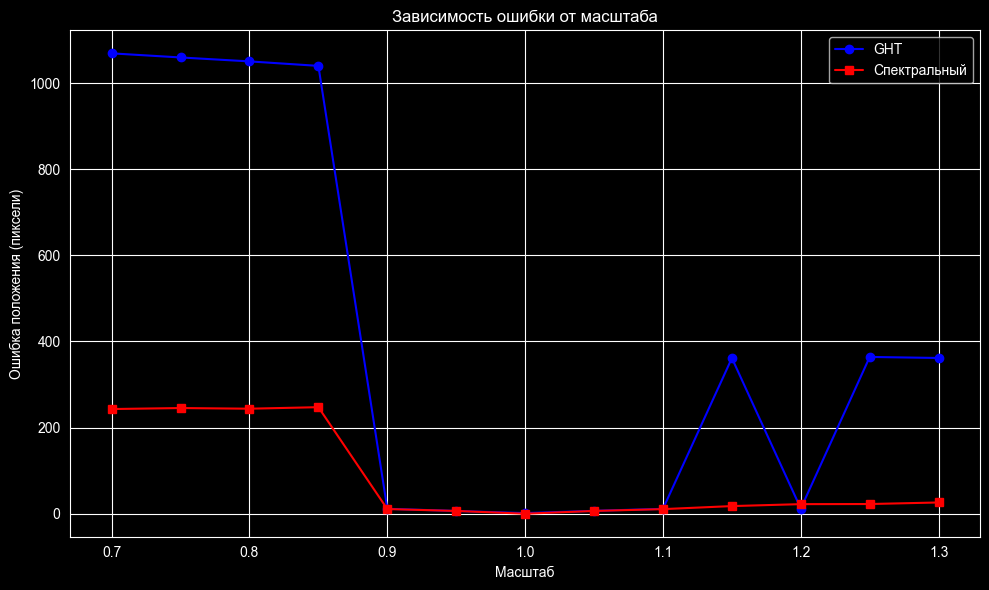 Зависимость ошибки от масштаба
GHT
Спектральный
Ошибка положения (пиксели)
1000
800
600
400
200
0
0.7 0.8 0.9 1.0 1.1 1.2 1.3
Масштаб